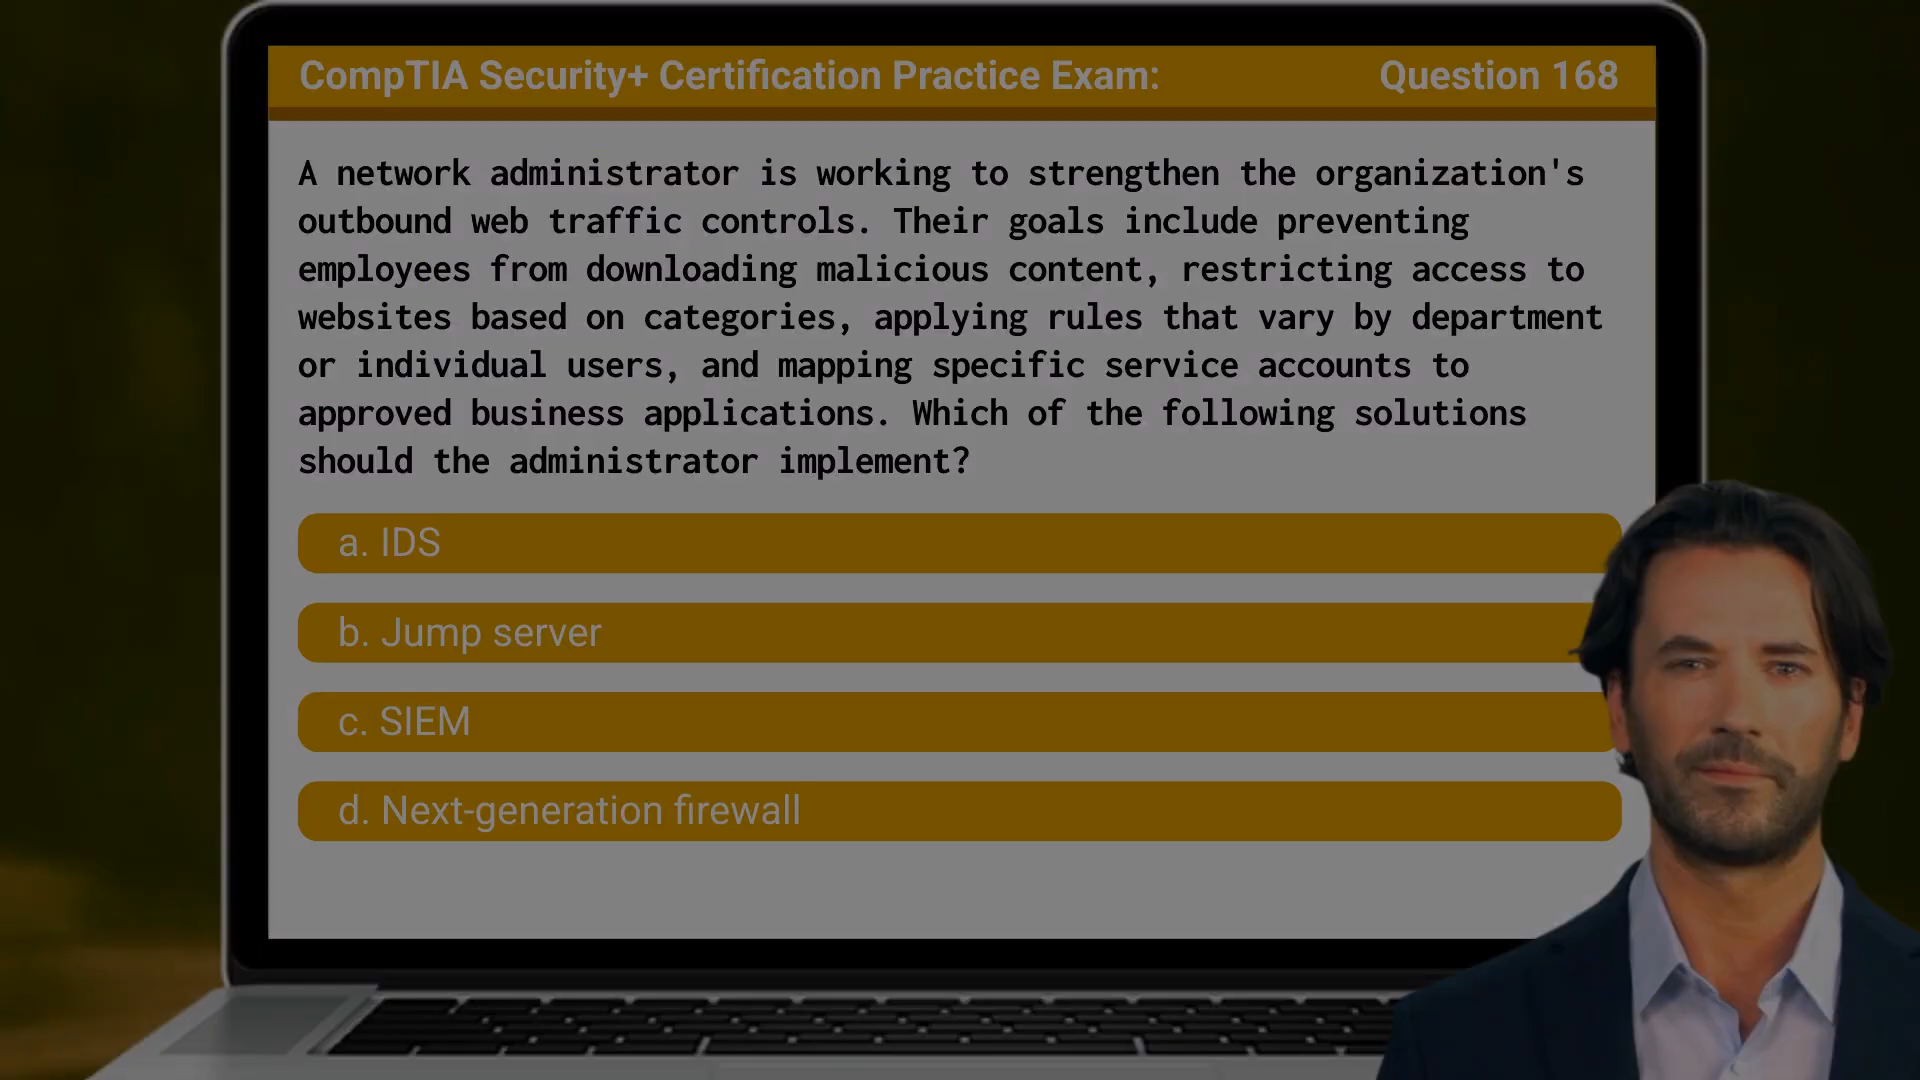 CompTIA Security+ Certification Practice Exam: Question 168
A network administrator is working to strengthen the organization's
outbound web traffic controls. Their goals include preventing
employees from downloading malicious content, restricting access to
websites based on categories, applying rules that vary by department
or individual users, and mapping specific service accounts to
approved business applications. Which of the following solutions
should the administrator implement?
a. IDS
b. Jump server
c. SIEM
d. Next-generation firewall